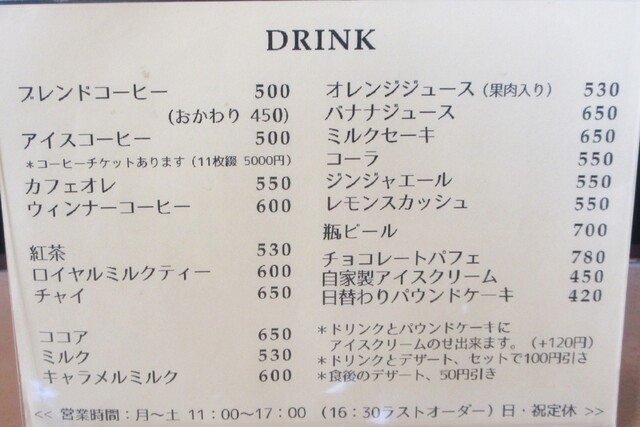 DRINK
ブレンドコーヒー 500
(おかわり 450)
アイスコーヒー 500
*コーヒーチケットあります (11枚綴 5000円)
カフェオレ 550
ウィンナーコーヒー 600
紅茶 530
ロイヤルミルクティー 600
チャイ 650
ココア 650
ミルク 530
キャラメルミルク 600
オレンジジュース (果肉入り) 530
バナナジュース 650
ミルクセーキ 650
コーラ 550
ジンジャエール 550
レモンスカッシュ 550
瓶ビール 700
チョコレートパフェ 780
自家製アイスクリーム 450
日替わりパウンドケーキ 420
*ドリンクとパウンドケーキに
アイスクリームのせ出来ます。(+120円)
*ドリンクとデザート、セットで100円引き
*食後のデザート、50円引き
<< 営業時間:月~土 11:00~17:00 (16:30ラストオーダー) 日・祝定休 >>